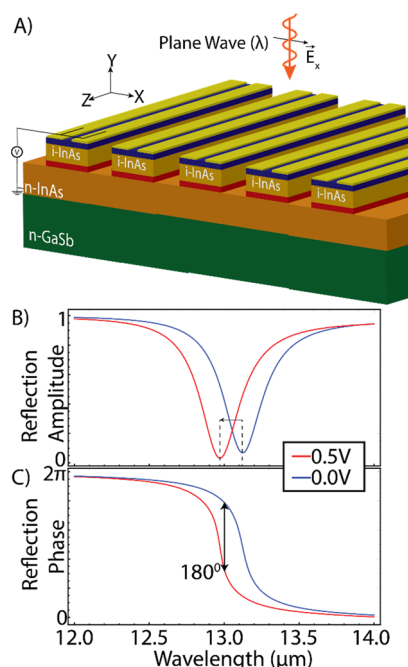 A)
Plane Wave (λ)
E⃗x
Y
Z
X
V
i-InAs
i-InAs
i-InAs
i-InAs
i-InAs
n-InAs
n-GaSb
B)
Reflection
Amplitude
1
0
0.5V
0.0V
C)
Reflection
Phase
2π
0
180⁰
12.0
12.5
13.0
13.5
14.0
Wavelength (μm)